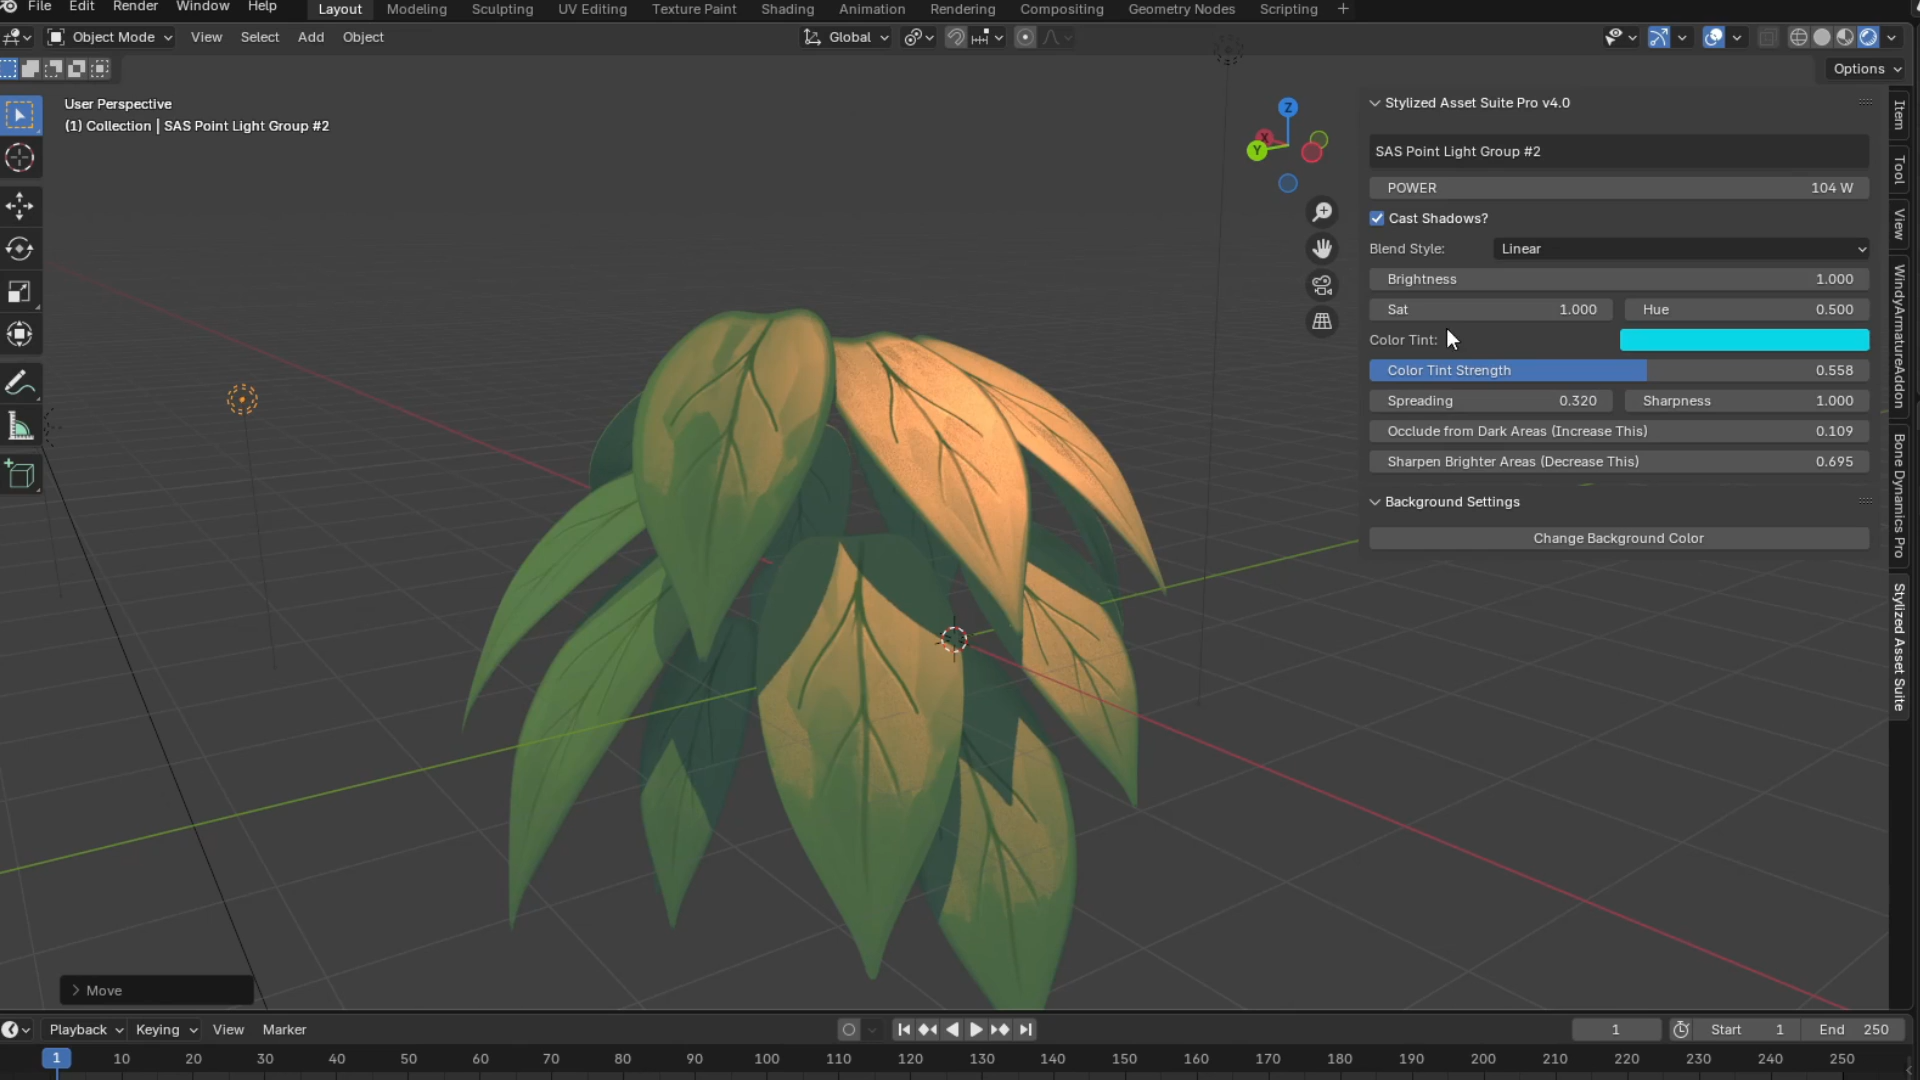 File Edit Render Window Help Layout Modeling Sculpting UV Editing Texture Paint Shading Animation Rendering Compositing Geometry Nodes Scripting +
Object Mode View Select Add Object Global
Options
User Perspective
(1) Collection | SAS Point Light Group #2
Z
X
Y
Stylized Asset Suite Pro v4.0
SAS Point Light Group #2
POWER 104 W
Cast Shadows?
Blend Style: Linear
Brightness 1.000
Sat 1.000 Hue 0.500
Color Tint:
Color Tint Strength 0.558
Spreading 0.320 Sharpness 1.000
Occlude from Dark Areas (Increase This) 0.109
Sharpen Brighter Areas (Decrease This) 0.695
Background Settings
Change Background Color
Item
Tool
View
WindyArmatureAddon
Bone Dynamics Pro
Stylized Asset Suite
Move
Playback Keying View Marker 1 Start 1 End 250
1 10 20 30 40 50 60 70 80 90 100 110 120 130 140 150 160 170 180 190 200 210 220 230 240 250